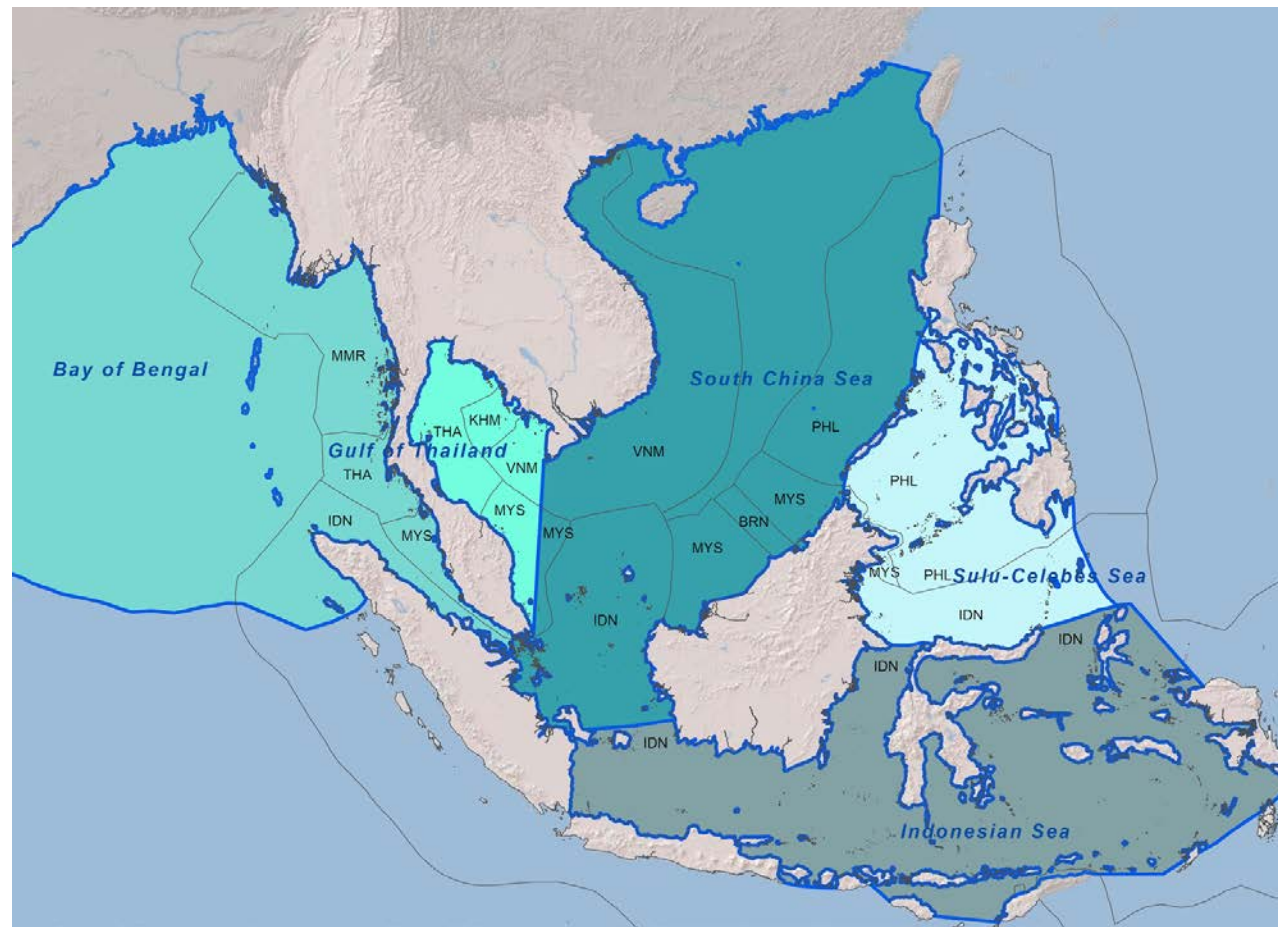 MMR
Bay of Bengal
South China Sea
KHM
THA
PHL
Gulf of Thailand
VNM
VNM
THA
PHL
MYS
MYS
IDN
BRN
MYS
MYS
MYS
MYS
PHL
Sulu-Celebes Sea
IDN
IDN
IDN
IDN
IDN
Indonesian Sea